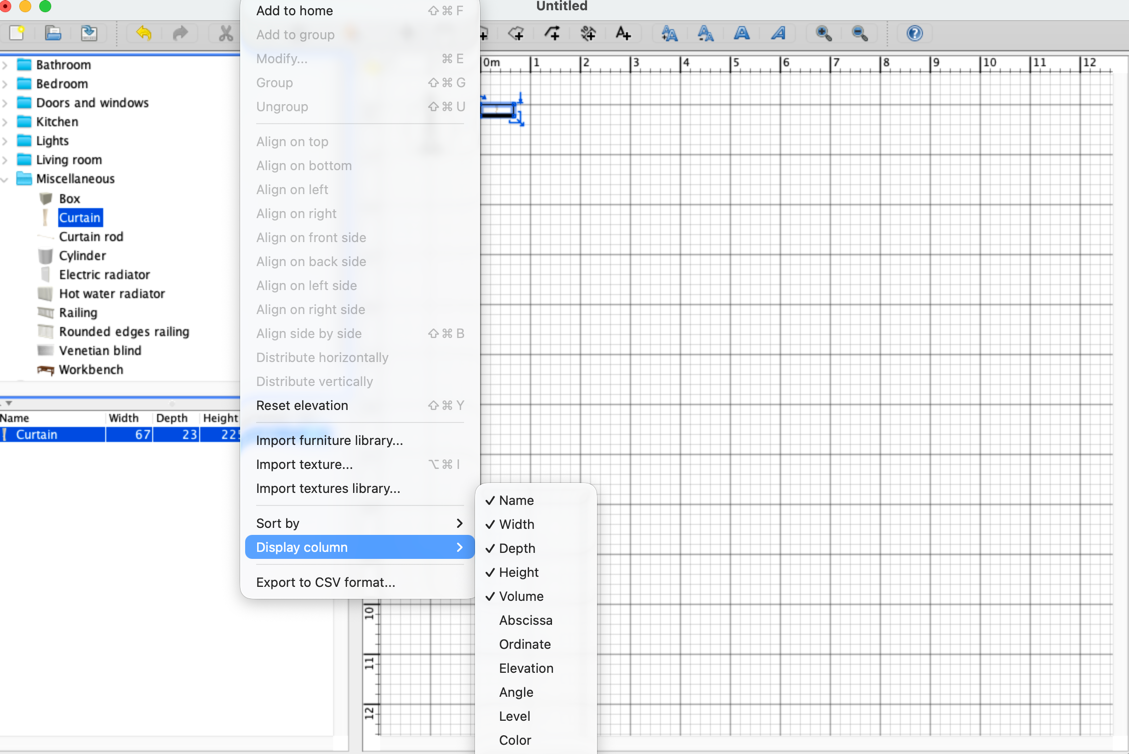 Untitled
Add to home ⇧⌘F
Add to group
Modify... ⌘E
Group ⇧⌘G
Ungroup ⇧⌘U
Align on top
Align on bottom
Align on left
Align on right
Align on front side
Align on back side
Align on left side
Align on right side
Align side by side ⇧⌘B
Distribute horizontally
Distribute vertically
Reset elevation ⇧⌘Y
Import furniture library...
Import texture... ⌥⌘I
Import textures library...
Sort by
Display column
Export to CSV format...
✓ Name
✓ Width
✓ Depth
✓ Height
✓ Volume
Abscissa
Ordinate
Elevation
Angle
Level
Color
Bathroom
Bedroom
Doors and windows
Kitchen
Lights
Living room
Miscellaneous
Box
Curtain
Curtain rod
Cylinder
Electric radiator
Hot water radiator
Railing
Rounded edges railing
Venetian blind
Workbench
Name Width Depth Height
Curtain 67 23 225
0m 1 2 3 4 5 6 7 8 9 10 11 12
10
11
12